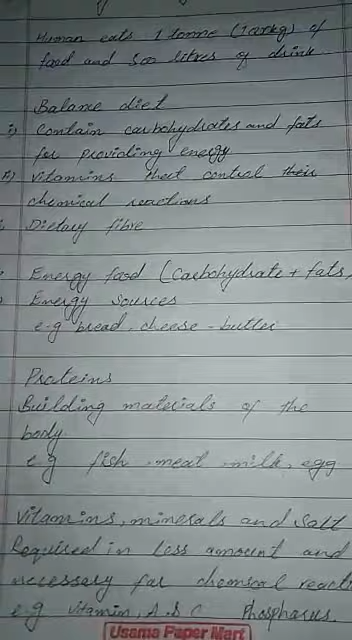 Human eats 1 tonne ( kg) of
food and 500 litres of drink
Balance diet
i) Contain carbohydrates and fats
for providing energy
ii) Vitamins that control their
chemical reactions
Dietary fibre
Energy food (Carbohydrate + fats,
Energy sources
e.g bread, cheese - butter
Proteins
Building materials of the
body
e.g fish, meat, milk, egg
Vitamins, minerals and salt
Required in less amount and
necessary for chemical react
e.g vitamin, A.B.C Phosphorus.
Usama Paper Mart